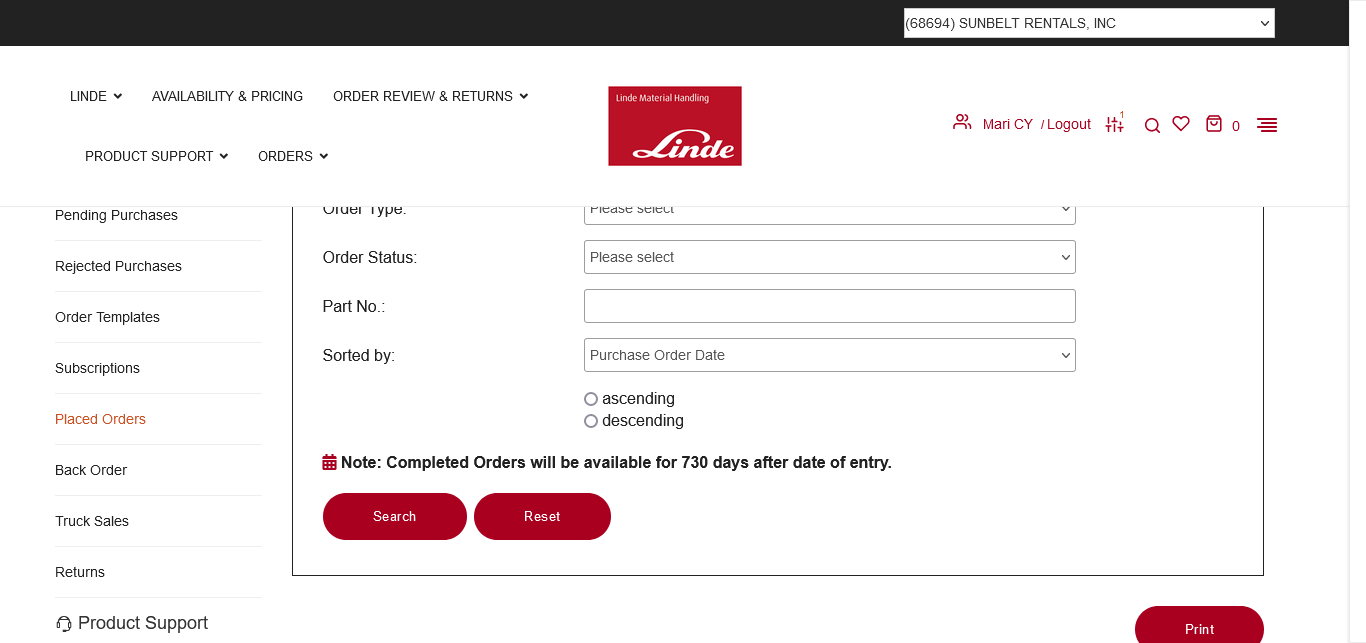 (68694) SUNBELT RENTALS, INC
LINDE
AVAILABILITY & PRICING
ORDER REVIEW & RETURNS
PRODUCT SUPPORT
ORDERS
Linde Material Handling
Linde
Mari CY / Logout
1
0
Pending Purchases
Rejected Purchases
Order Templates
Subscriptions
Placed Orders
Back Order
Truck Sales
Returns
Product Support
Order Type:
Please select
Order Status:
Please select
Part No.:
Sorted by:
Purchase Order Date
ascending
descending
Note: Completed Orders will be available for 730 days after date of entry.
Search
Reset
Print